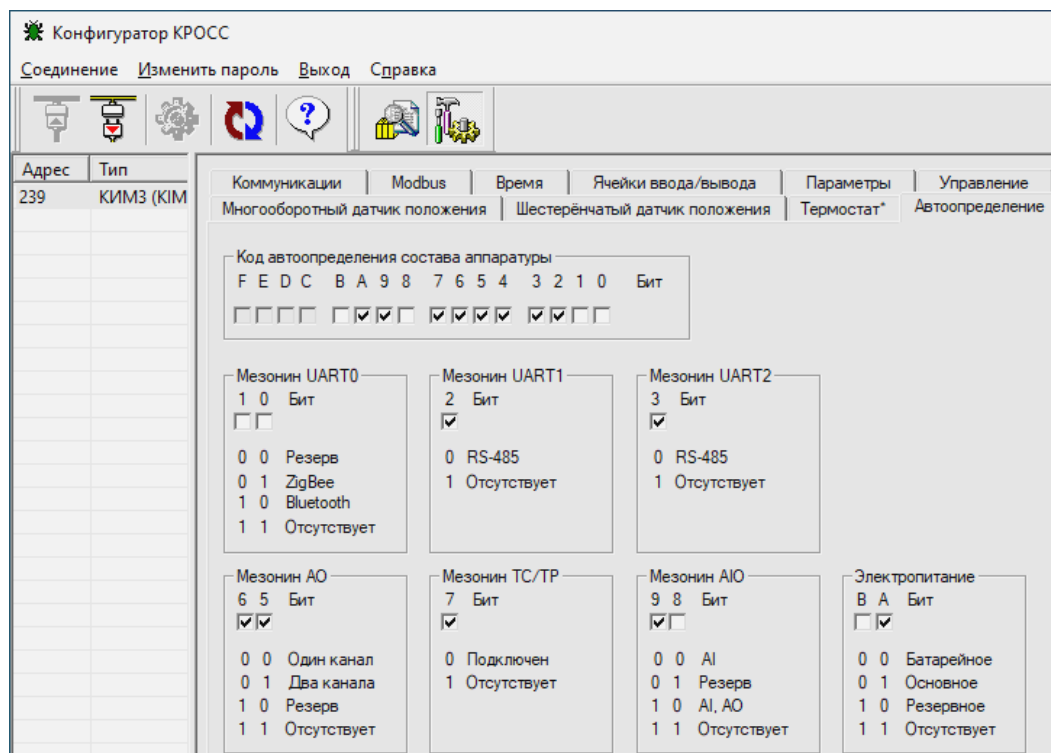 Конфигуратор КРОСС
Соединение Изменить пароль Выход Справка
Адрес Тип
239 КИМ3 (KIM
Коммуникации Modbus Время Ячейки ввода/вывода Параметры Управление
Многооборотный датчик положения Шестерёнчатый датчик положения Термостат* Автоопределение
Код автоопределения состава аппаратуры
F E D C B A 9 8 7 6 5 4 3 2 1 0 Бит
Мезонин UART0
1 0 Бит
0 0 Резерв
0 1 ZigBee
1 0 Bluetooth
1 1 Отсутствует
Мезонин UART1
2 Бит
0 RS-485
1 Отсутствует
Мезонин UART2
3 Бит
0 RS-485
1 Отсутствует
Мезонин AO
6 5 Бит
0 0 Один канал
0 1 Два канала
1 0 Резерв
1 1 Отсутствует
Мезонин ТС/ТР
7 Бит
0 Подключен
1 Отсутствует
Мезонин AIO
9 8 Бит
0 0 AI
0 1 Резерв
1 0 AI, AO
1 1 Отсутствует
Электропитание
B A Бит
0 0 Батарейное
0 1 Основное
1 0 Резервное
1 1 Отсутствует